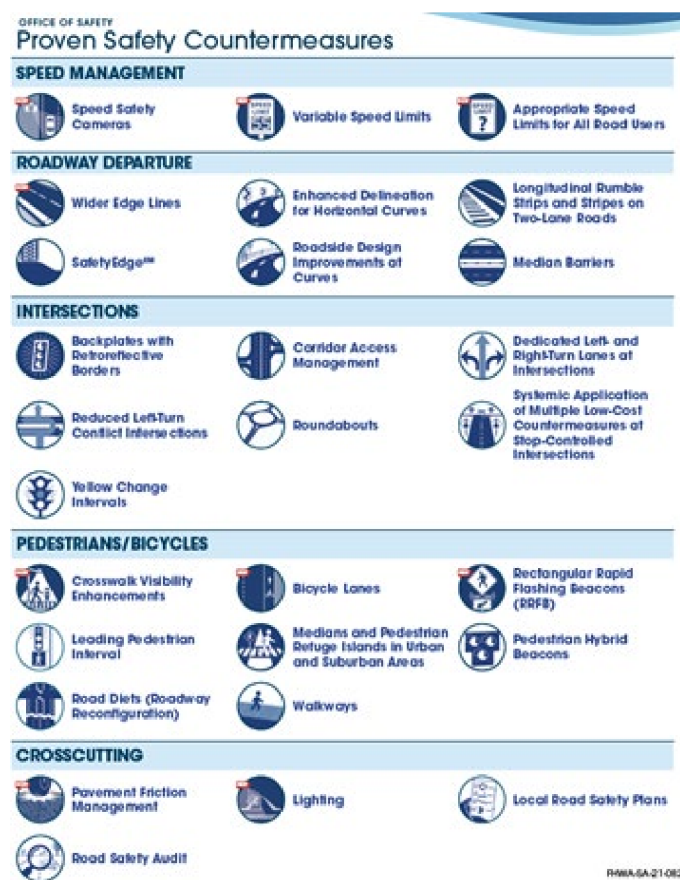 OFFICE OF SAFETY
Proven Safety Countermeasures
SPEED MANAGEMENT
Speed Safety
Cameras
Variable Speed Limits
Appropriate Speed
Limits for All Road Users
ROADWAY DEPARTURE
Wider Edge Lines
Enhanced Delineation
for Horizontal Curves
Longitudinal Rumble
Strips and Stripes on
Two-Lane Roads
SafetyEdge℠
Roadside Design
Improvements at
Curves
Median Barriers
INTERSECTIONS
Backplates with
Retroreflective
Borders
Corridor Access
Management
Dedicated Left- and
Right-Turn Lanes at
Intersections
Reduced Left-Turn
Conflict Intersections
Roundabouts
Systemic Application
of Multiple Low-Cost
Countermeasures at
Stop-Controlled
Intersections
Yellow Change
Intervals
PEDESTRIANS/BICYCLES
Crosswalk Visibility
Enhancements
Bicycle Lanes
Rectangular Rapid
Flashing Beacons
(RRFB)
Leading Pedestrian
Interval
Medians and Pedestrian
Refuge Islands in Urban
and Suburban Areas
Pedestrian Hybrid
Beacons
Road Diets (Roadway
Reconfiguration)
Walkways
CROSSCUTTING
Pavement Friction
Management
Lighting
Local Road Safety Plans
Road Safety Audit
FHWA-SA-21-082